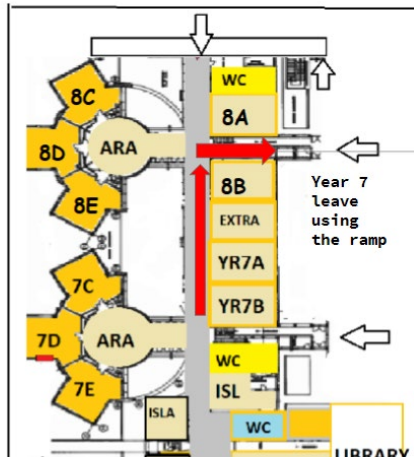 WC
8C
8A
8D
ARA
8B
8E
Year 7
leave
using
the ramp
EXTRA
YR7A
7C
YR7B
7D
ARA
WC
7E
ISL
ISLA
WC
LIBRARY